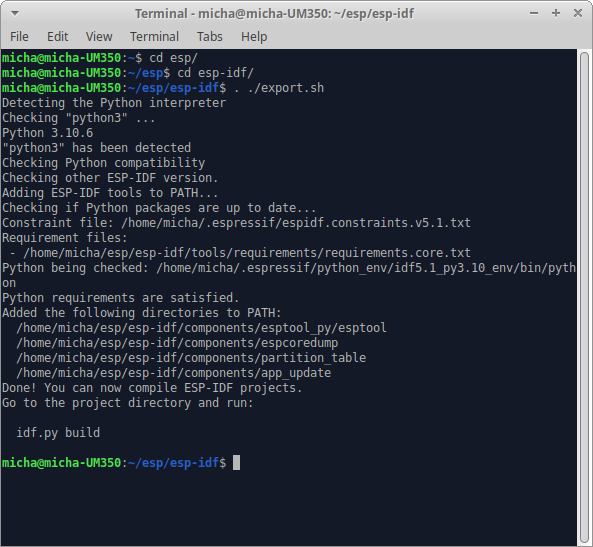 Terminal - micha@micha-UM350: ~/esp/esp-idf
File Edit View Terminal Tabs Help
micha@micha-UM350:~$ cd esp/
micha@micha-UM350:~/esp$ cd esp-idf/
micha@micha-UM350:~/esp/esp-idf$ . ./export.sh
Detecting the Python interpreter
Checking "python3" ...
Python 3.10.6
"python3" has been detected
Checking Python compatibility
Checking other ESP-IDF version.
Adding ESP-IDF tools to PATH...
Checking if Python packages are up to date...
Constraint file: /home/micha/.espressif/espidf.constraints.v5.1.txt
Requirement files:
 - /home/micha/esp/esp-idf/tools/requirements/requirements.core.txt
Python being checked: /home/micha/.espressif/python_env/idf5.1_py3.10_env/bin/pyth
on
Python requirements are satisfied.
Added the following directories to PATH:
  /home/micha/esp/esp-idf/components/esptool_py/esptool
  /home/micha/esp/esp-idf/components/espcoredump
  /home/micha/esp/esp-idf/components/partition_table
  /home/micha/esp/esp-idf/components/app_update
Done! You can now compile ESP-IDF projects.
Go to the project directory and run:
  idf.py build
micha@micha-UM350:~/esp/esp-idf$